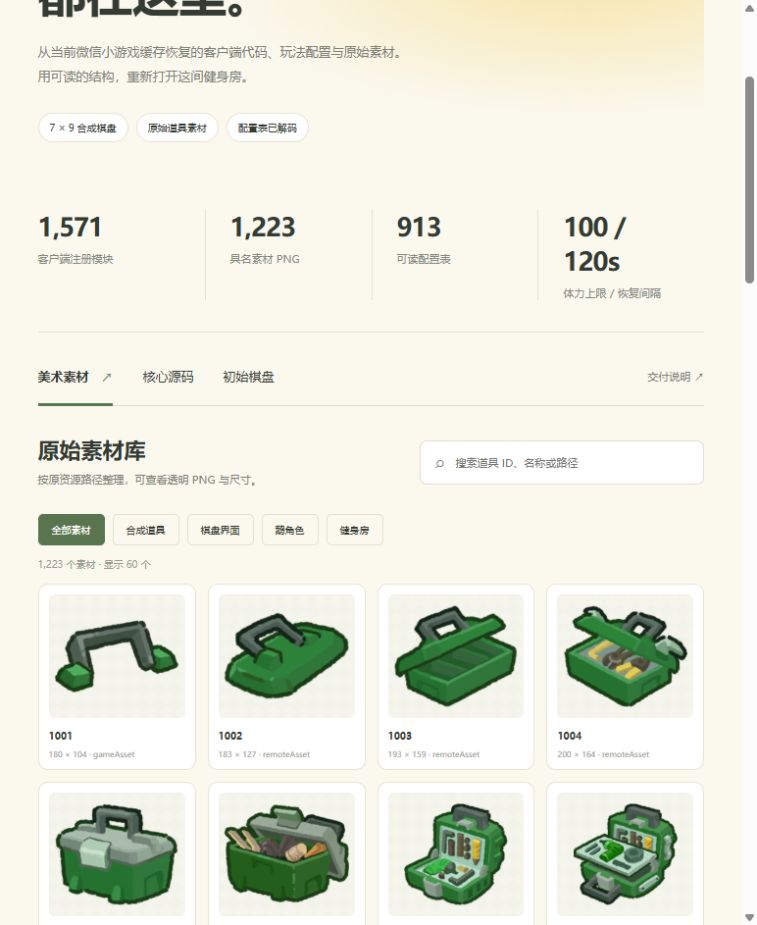 都在这里。
从当前微信小游戏缓存恢复的客户端代码、玩法配置与原始素材。
用可读的结构，重新打开这间健身房。
7 × 9 合成棋盘
原始道具素材
配置表已解码
1,571
客户端注册模块
1,223
具名素材 PNG
913
可读配置表
100 /
120s
体力上限 / 恢复间隔
美术素材 ↗
核心源码
初始棋盘
交付说明 ↗
原始素材库
按原资源路径整理，可查看透明 PNG 与尺寸。
搜索道具 ID、名称或路径
全部素材
合成道具
棋盘界面
鹅角色
健身房
1,223 个素材 · 显示 60 个
1001
180 × 104 · gameAsset
1002
183 × 127 · remoteAsset
1003
193 × 159 · remoteAsset
1004
200 × 164 · remoteAsset